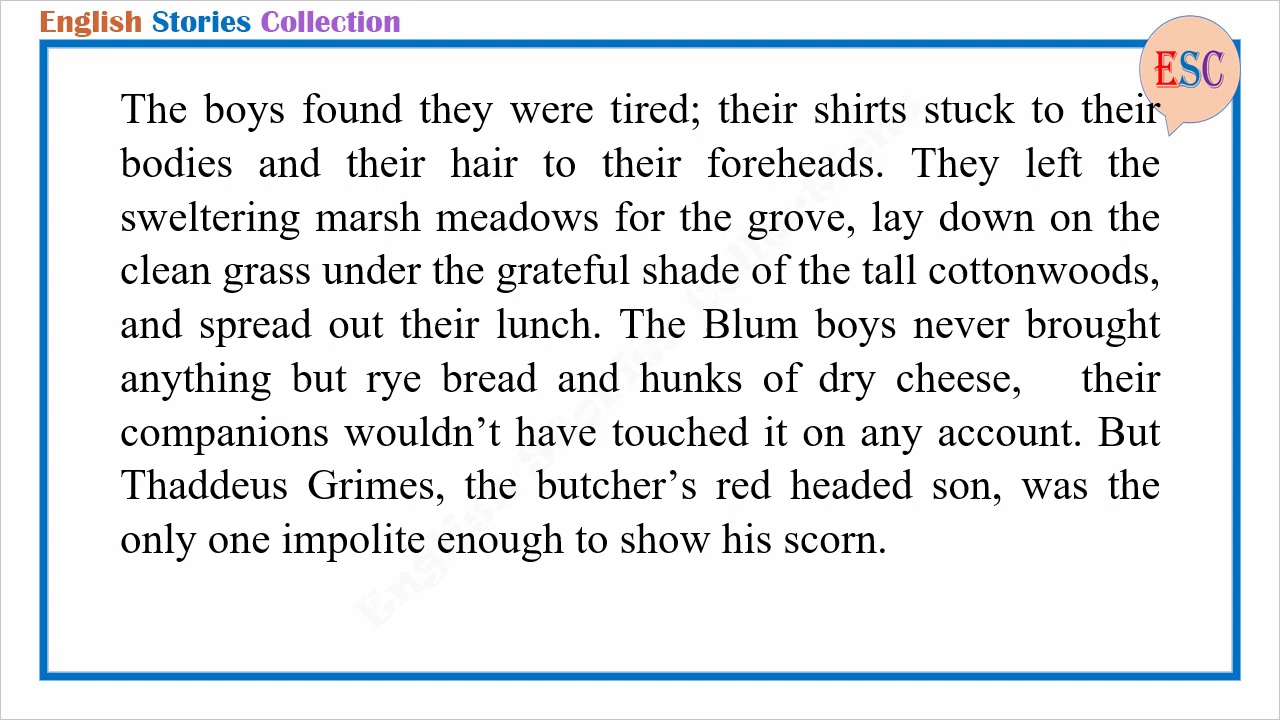 English Stories Collection
ESC
The boys found they were tired; their shirts stuck to their
bodies and their hair to their foreheads. They left the
sweltering marsh meadows for the grove, lay down on the
clean grass under the grateful shade of the tall cottonwoods,
and spread out their lunch. The Blum boys never brought
anything but rye bread and hunks of dry cheese, their
companions wouldn’t have touched it on any account. But
Thaddeus Grimes, the butcher’s red headed son, was the
only one impolite enough to show his scorn.
English Stories Collection